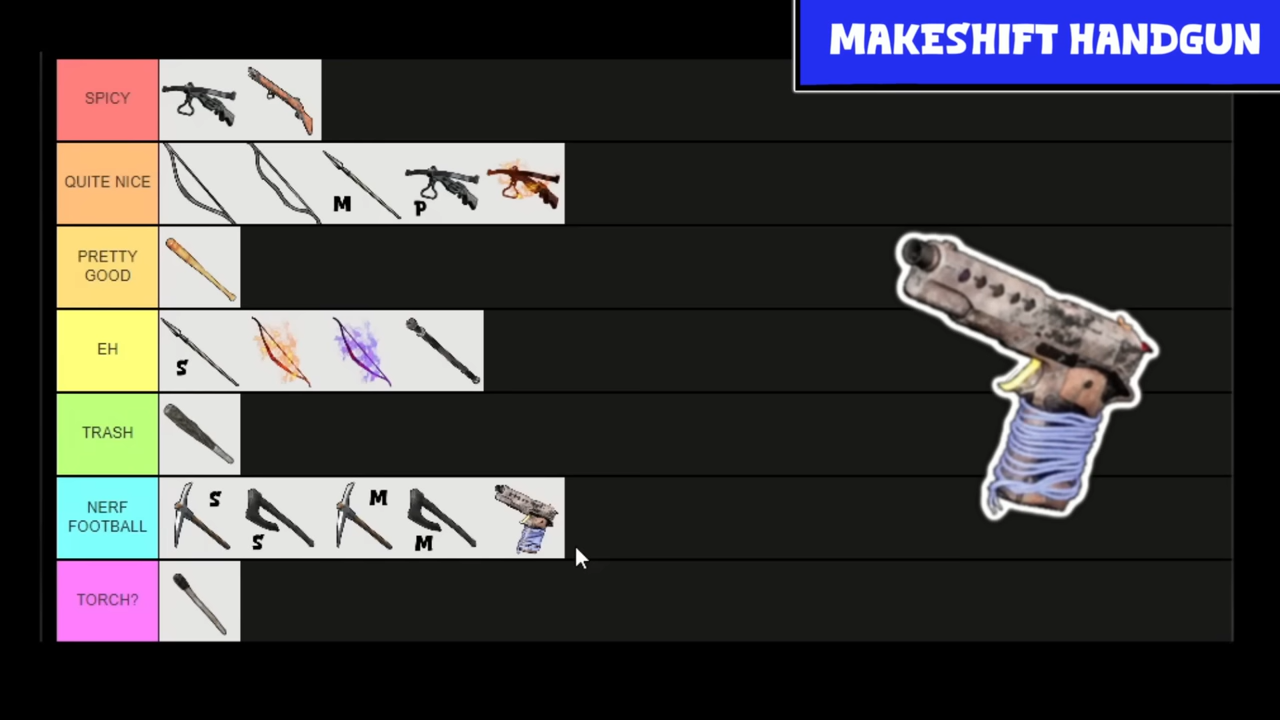 MAKESHIFT HANDGUN
SPICY
QUITE NICE
M
P
PRETTY
GOOD
EH
S
TRASH
NERF
FOOTBALL
S
S
M
M
TORCH?